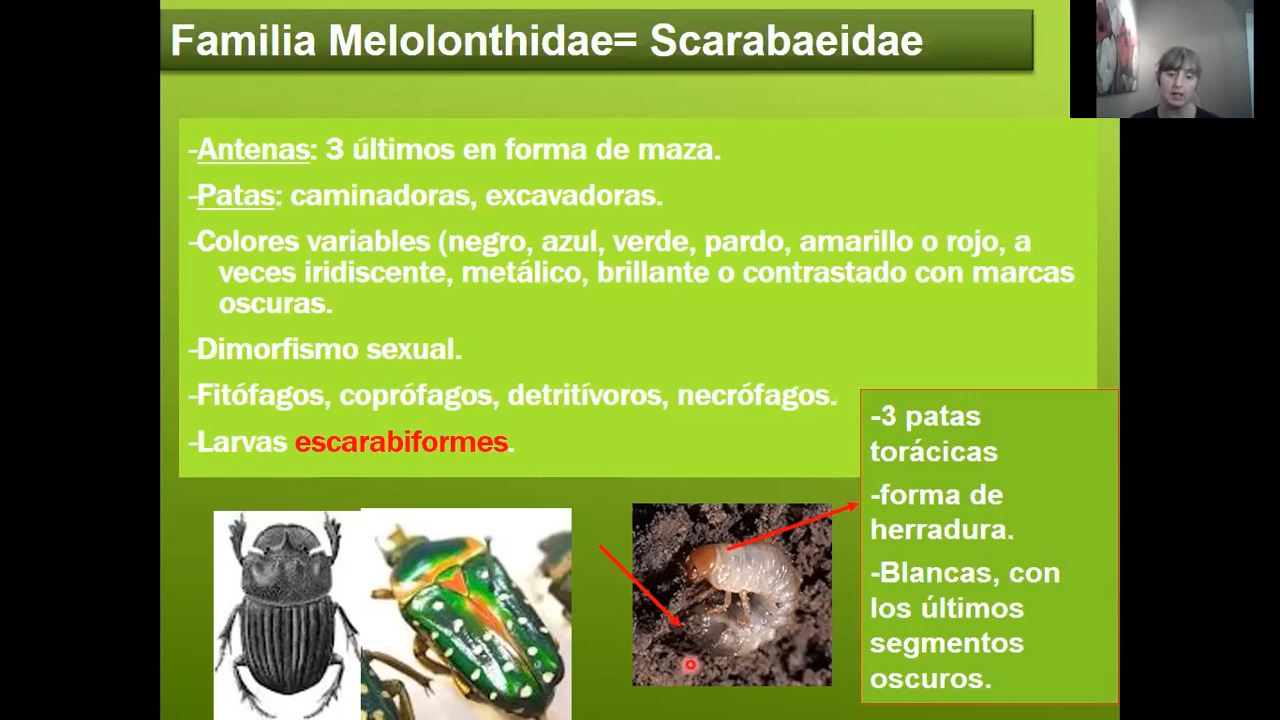 Familia Melolonthidae= Scarabaeidae
-Antenas: 3 últimos en forma de maza.
-Patas: caminadoras, excavadoras.
-Colores variables (negro, azul, verde, pardo, amarillo o rojo, a
veces iridiscente, metálico, brillante o contrastado con marcas
oscuras.
-Dimorfismo sexual.
-Fitófagos, coprófagos, detritívoros, necrófagos.
-Larvas escarabiformes.
-3 patas
torácicas
-forma de
herradura.
-Blancas, con
los últimos
segmentos
oscuros.